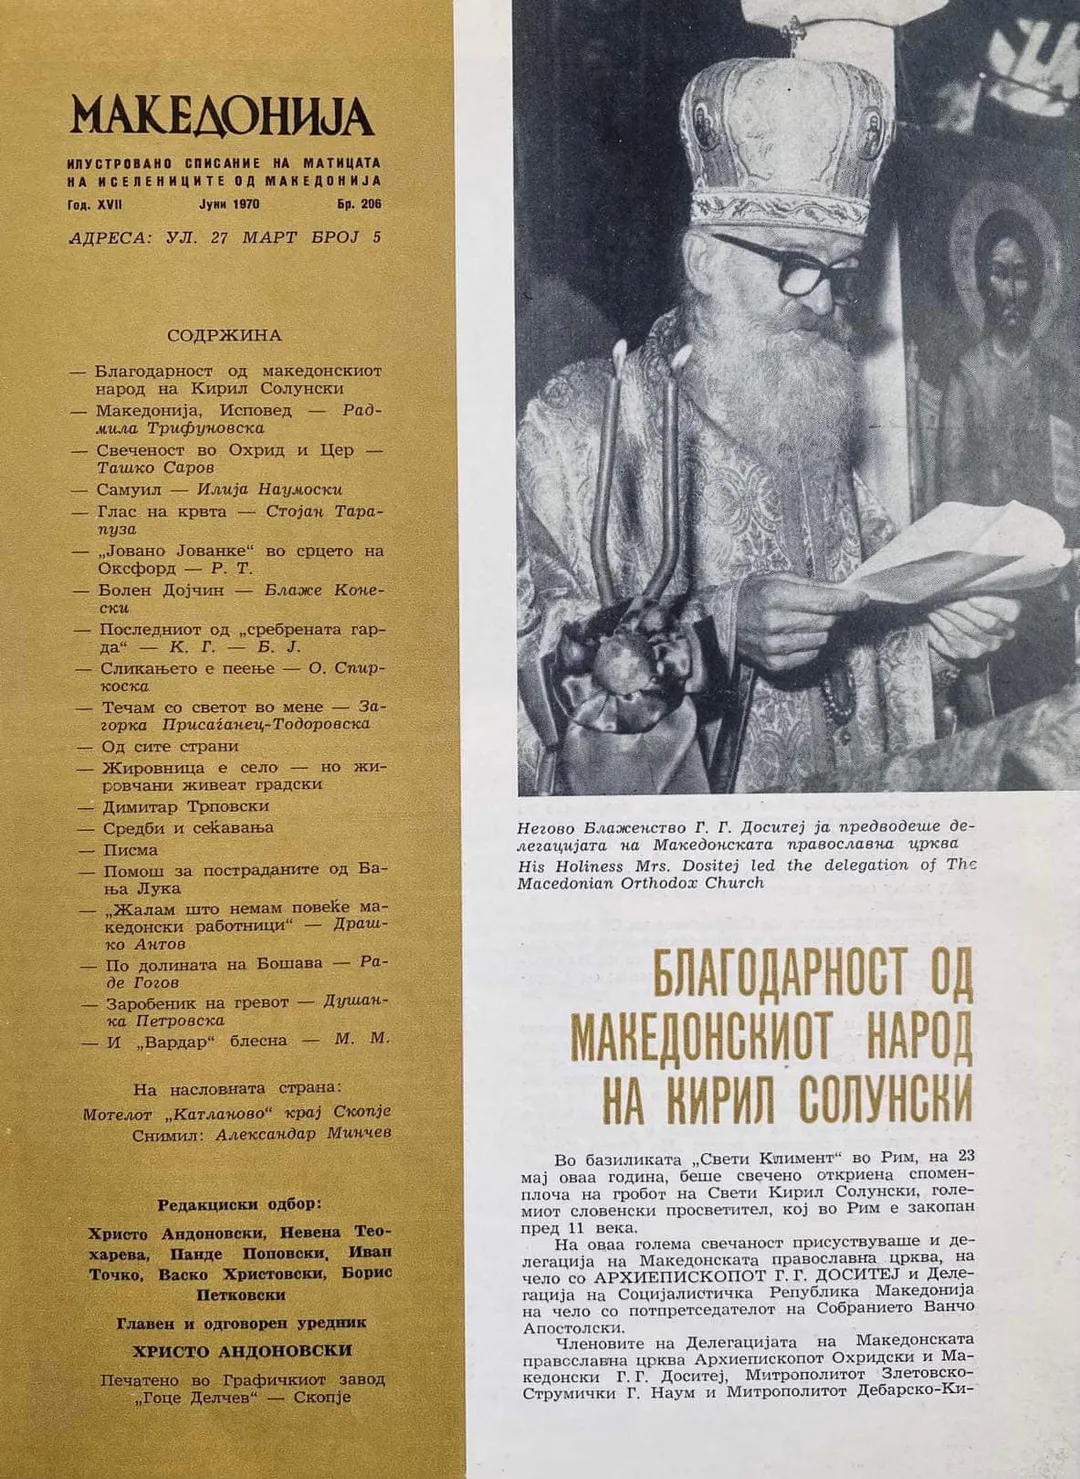 МАКЕДОНИЈА
ИЛУСТРОВАНО СПИСАНИЕ НА МАТИЦАТА
НА ИСЕЛЕНИЦИТЕ ОД МАКЕДОНИЈА
Год. XVII Јуни 1970 Бр. 206
АДРЕСА: УЛ. 27 МАРТ БРОЈ 5
СОДРЖИНА
— Благодарност од македонскиот
народ на Кирил Солунски
— Македонија, Исповед — Рад-
мила Трифуновска
— Свеченост во Охрид и Цер —
Ташко Саров
— Самуил — Илија Наумоски
— Глас на крвта — Стојан Тара-
пуза
— „Јовано Јованке“ во срцето на
Оксфорд — Р. Т.
— Болен Дојчин — Блаже Коне-
ски
— Последниот од „сребрената гар-
да“ — К. Г. — Б. Ј.
— Сликањето е пеење — О. Спир-
коска
— Течам со светот во мене — За-
горка Присаѓанец-Тодоровска
— Од сите страни
— Жировница е село — но жи-
ровчани живеат градски
— Димитар Трповски
— Средби и сеќавања
— Писма
— Помош за постраданите од Ба-
ња Лука
— „Жалам што немам повеќе ма-
кедонски работници“ — Драш-
ко Антов
— По долината на Бошава — Ра-
де Гогов
— Заробеник на гревот — Душан-
ка Петровска
— И „Вардар“ блесна — М. М.
На насловната страна:
Мотелот „Катланово“ крај Скопје
Снимил: Александар Минчев
Редакциски одбор:
Христо Андоновски, Невена Тео-
харева, Панде Поповски, Иван
Точко, Васко Христовски, Борис
Петковски
Главен и одговорен уредник
ХРИСТО АНДОНОВСКИ
Печатено во Графичкиот завод
„Гоце Делчев“ — Скопје
Негово Блаженство Г. Г. Доситеј ја предводеше де-
легацијата на Македонската православна црква
His Holiness Mrs. Dositej led the delegation of The
Macedonian Orthodox Church
БЛАГОДАРНОСТ ОД
МАКЕДОНСКИОТ НАРОД
НА КИРИЛ СОЛУНСКИ
Во базиликата „Свети Климент“ во Рим, на 23
мај оваа година, беше свечено откриена спомен-
плоча на гробот на Свети Кирил Солунски, голе-
миот словенски просветител, кој во Рим е закопан
пред 11 века.
На оваа голема свечаност присуствуваше и де-
легација на Македонската православна црква, на
чело со АРХИЕПИСКОПОТ Г. Г. ДОСИТЕЈ и Деле-
гација на Социјалистичка Република Македонија
на чело со потпретседателот на Собранието Ванчо
Апостолски.
Членовите на Делегацијата на Македонската
православна црква Архиепископот Охридски и Ма-
кедонски Г. Г. Доситеј, Митрополитот Злетовско-
Струмички Г. Наум и Митрополитот Дебарско-Ки-